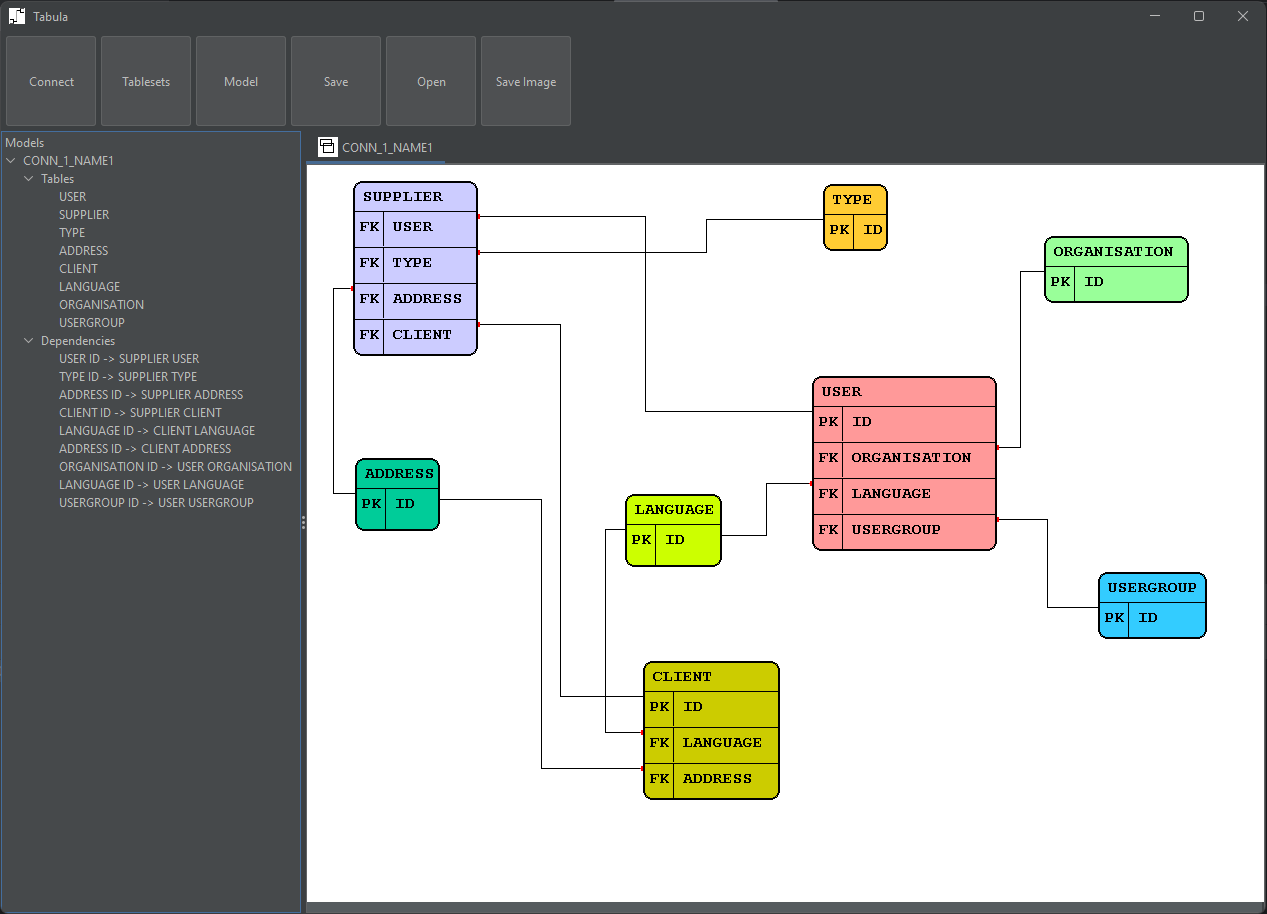 Tabula
Connect
Tablesets
Model
Save
Open
Save Image
Models
CONN_1_NAME1
Tables
USER
SUPPLIER
TYPE
ADDRESS
CLIENT
LANGUAGE
ORGANISATION
USERGROUP
Dependencies
USER ID -> SUPPLIER USER
TYPE ID -> SUPPLIER TYPE
ADDRESS ID -> SUPPLIER ADDRESS
CLIENT ID -> SUPPLIER CLIENT
LANGUAGE ID -> CLIENT LANGUAGE
ADDRESS ID -> CLIENT ADDRESS
ORGANISATION ID -> USER ORGANISATION
LANGUAGE ID -> USER LANGUAGE
USERGROUP ID -> USER USERGROUP
CONN_1_NAME1
SUPPLIER
FK USER
FK TYPE
FK ADDRESS
FK CLIENT
TYPE
PK ID
ORGANISATION
PK ID
USER
PK ID
FK ORGANISATION
FK LANGUAGE
FK USERGROUP
ADDRESS
PK ID
LANGUAGE
PK ID
USERGROUP
PK ID
CLIENT
PK ID
FK LANGUAGE
FK ADDRESS